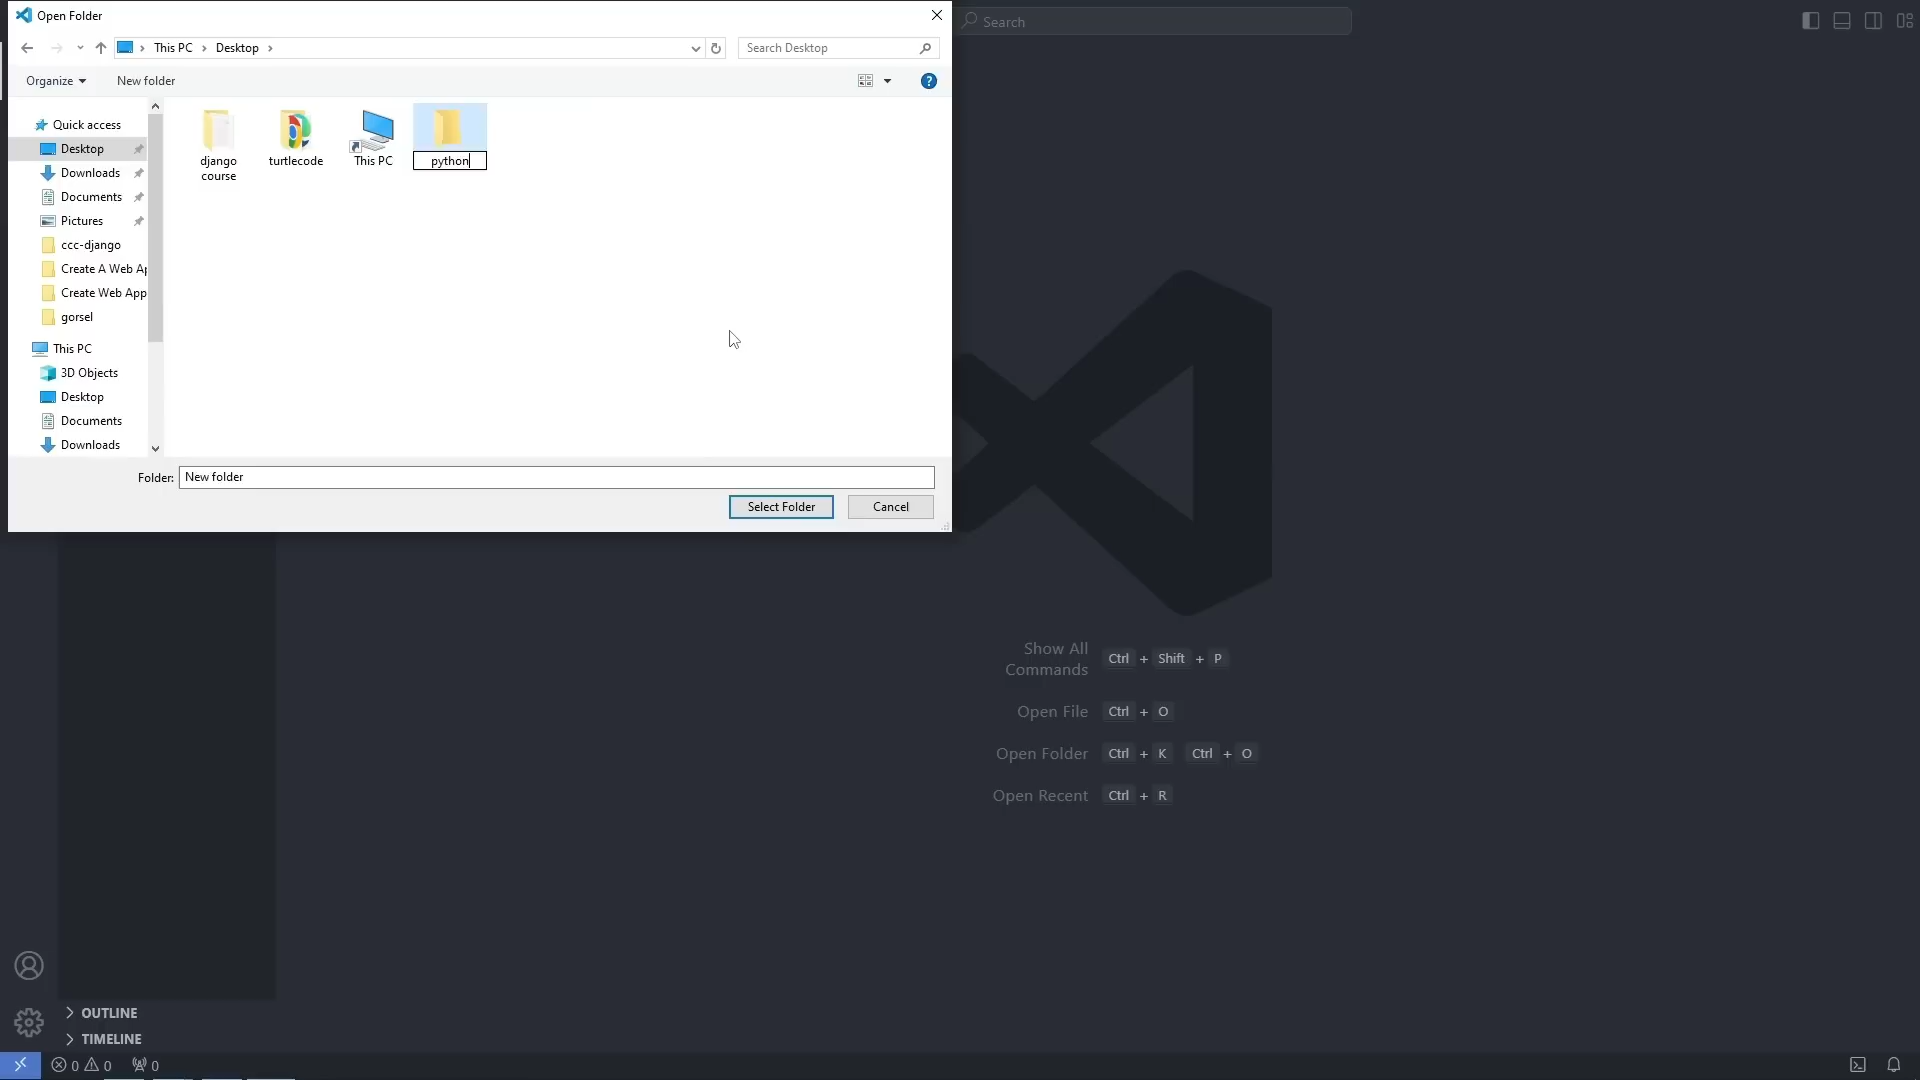 Open Folder
Search
This PC
Desktop
Search Desktop
Organize
New folder
Quick access
Desktop
Downloads
Documents
Pictures
ccc-django
Create A Web Ap
Create Web App
gorsel
This PC
3D Objects
Desktop
Documents
Downloads
django
course
turtlecode
This PC
python
Folder:
New folder
Select Folder
Cancel
Show All
Commands
Ctrl + Shift + P
Open File Ctrl + O
Open Folder Ctrl + K Ctrl + O
Open Recent Ctrl + R
OUTLINE
TIMELINE
0 0 0